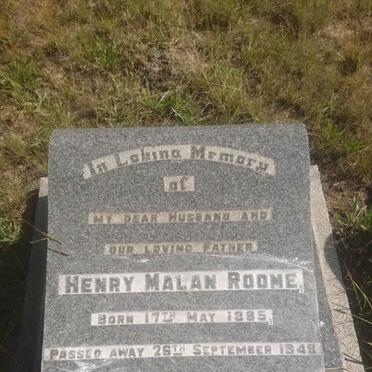 In Loving Memory
of
MY DEAR HUSBAND AND
OUR LOVING FATHER
HENRY MALAN ROOME,
BORN 17TH MAY 1885,
PASSED AWAY 26TH SEPTEMBER 1948